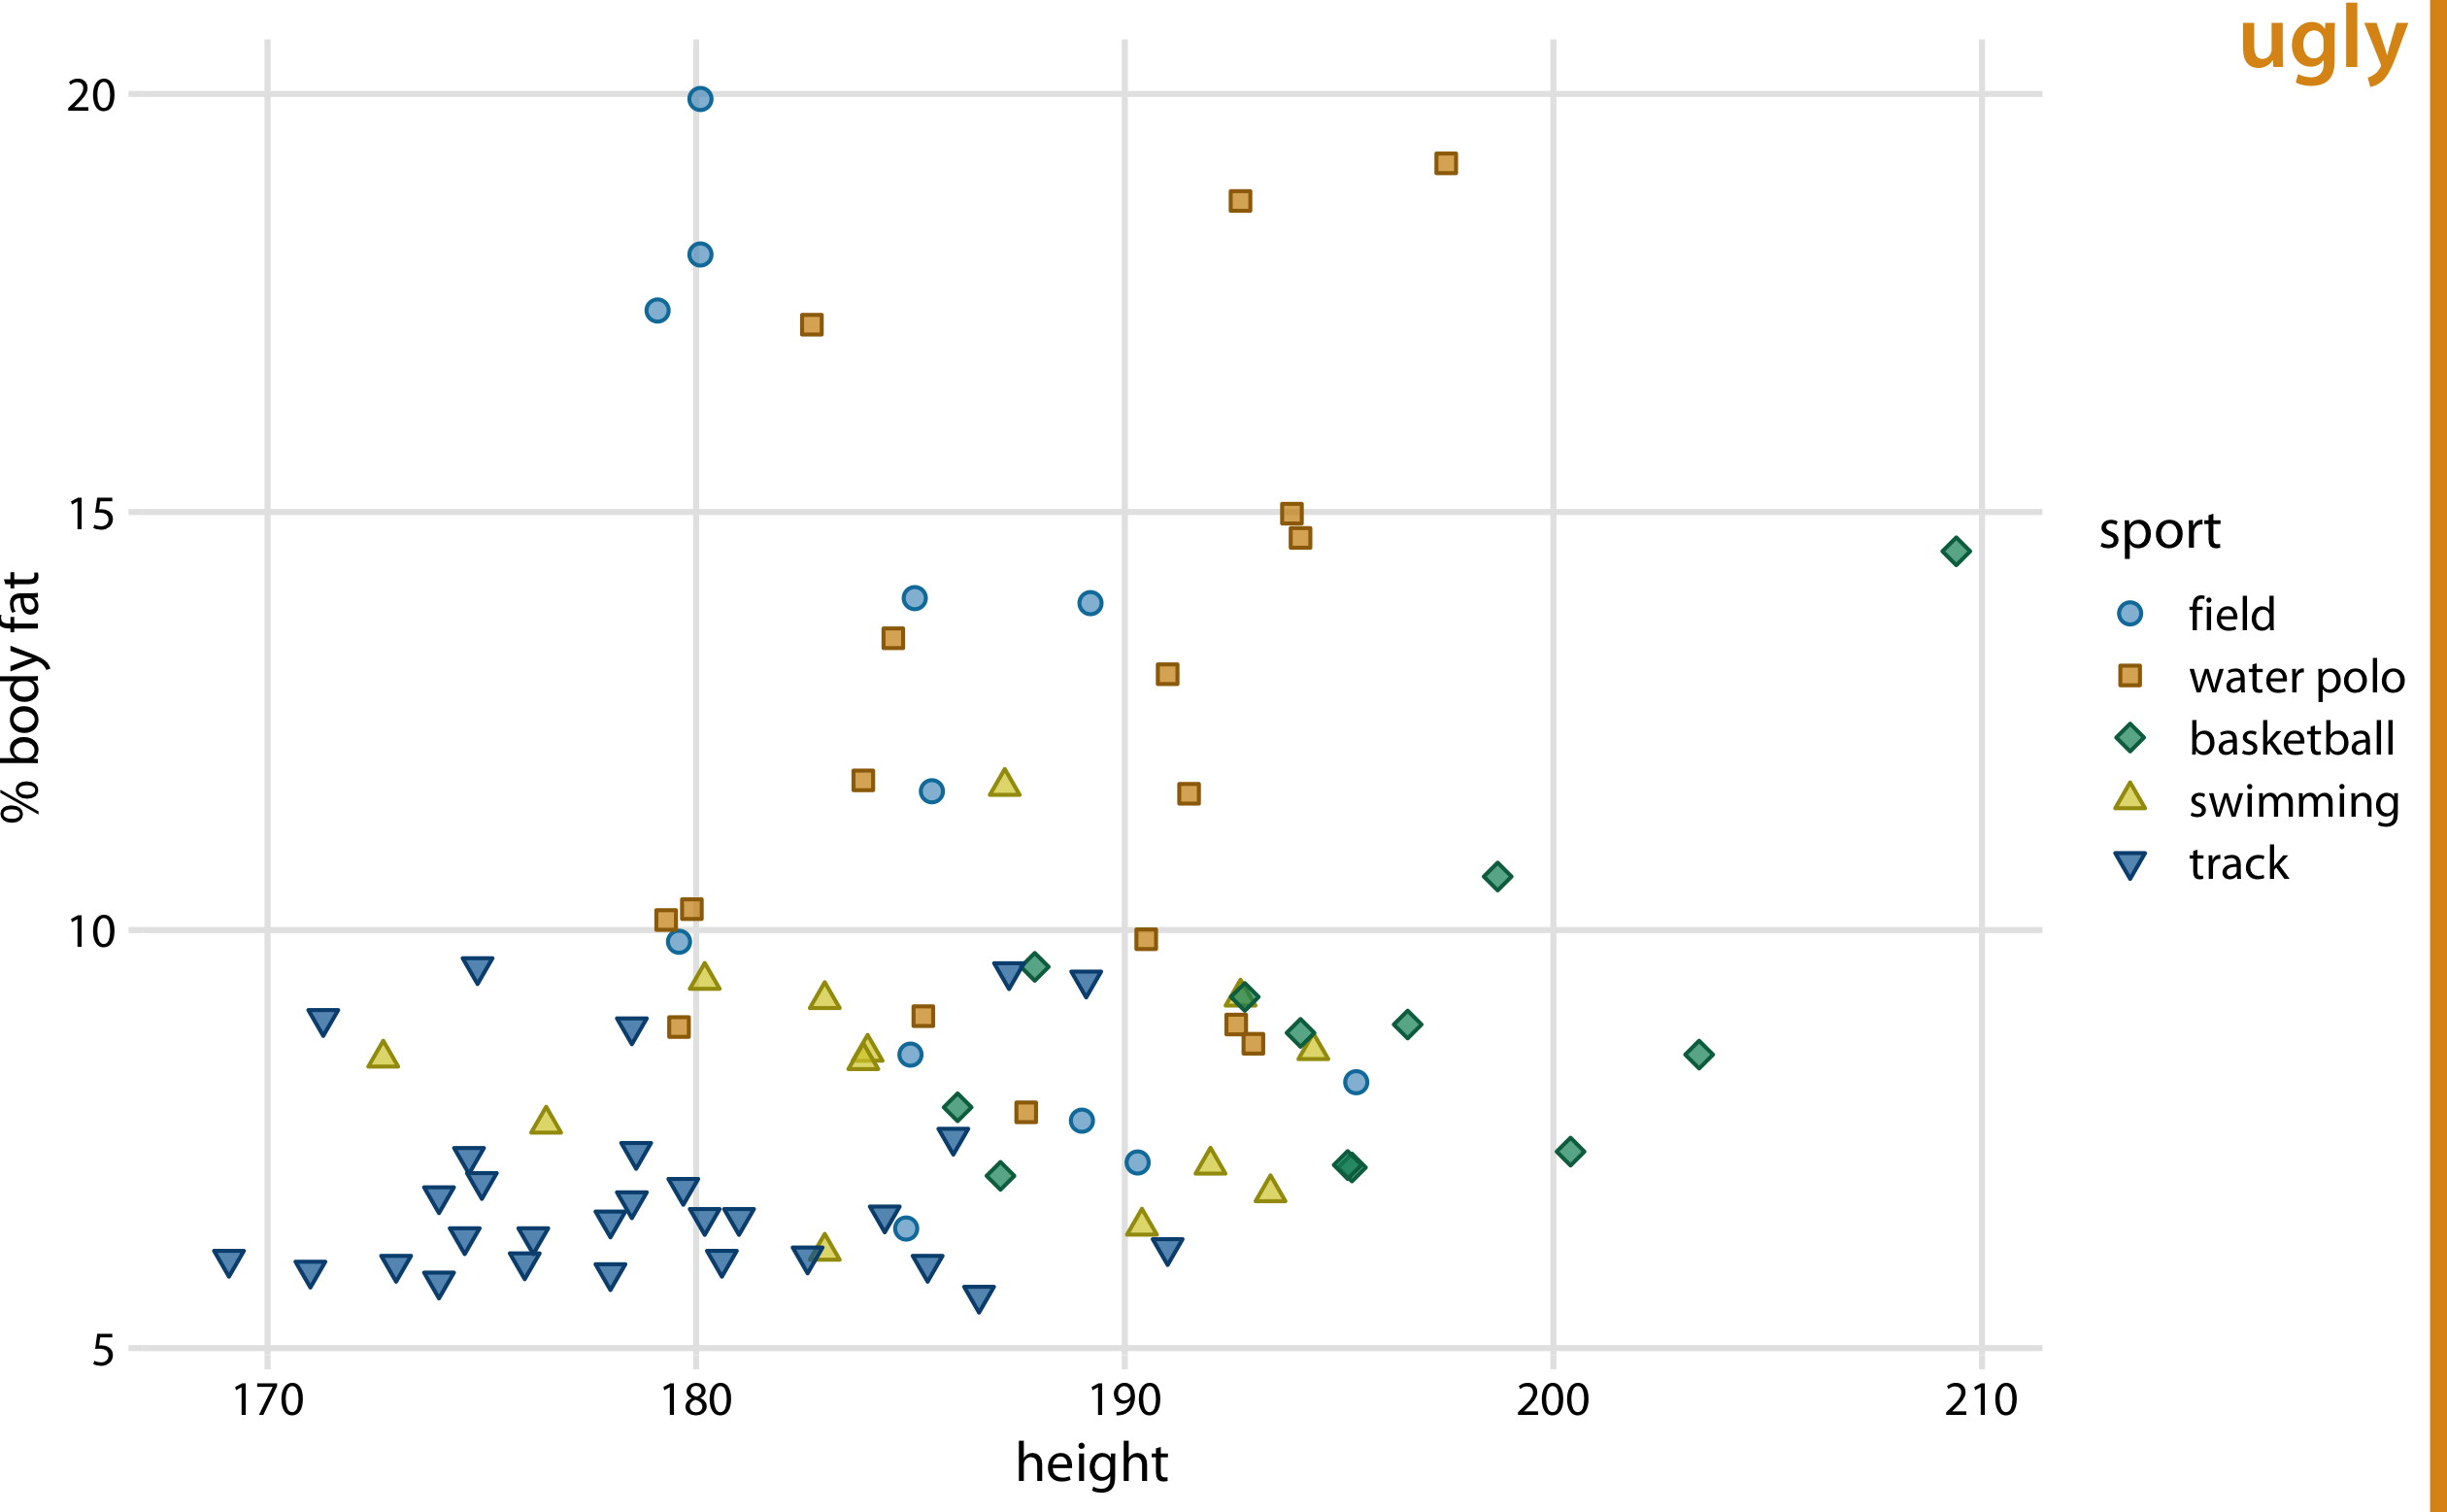 ugly
20
15
10
5
% body fat
170 180 190 200 210
height
sport
field
water polo
basketball
swimming
track